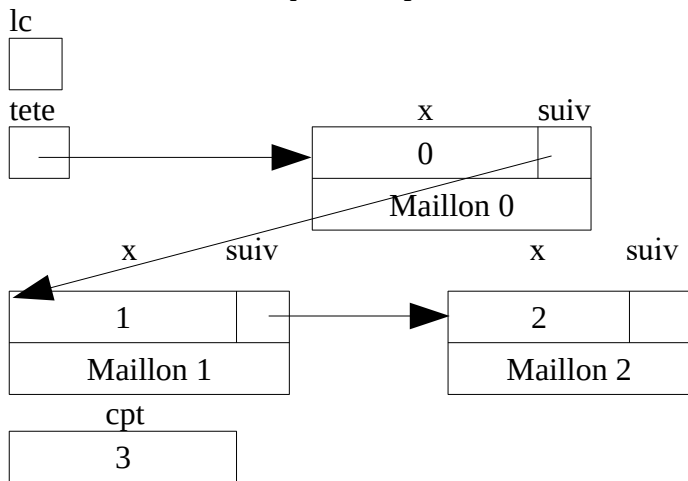 lc
tete
x suiv
0
Maillon 0
x suiv x suiv
1 2
Maillon 1 Maillon 2
cpt
3